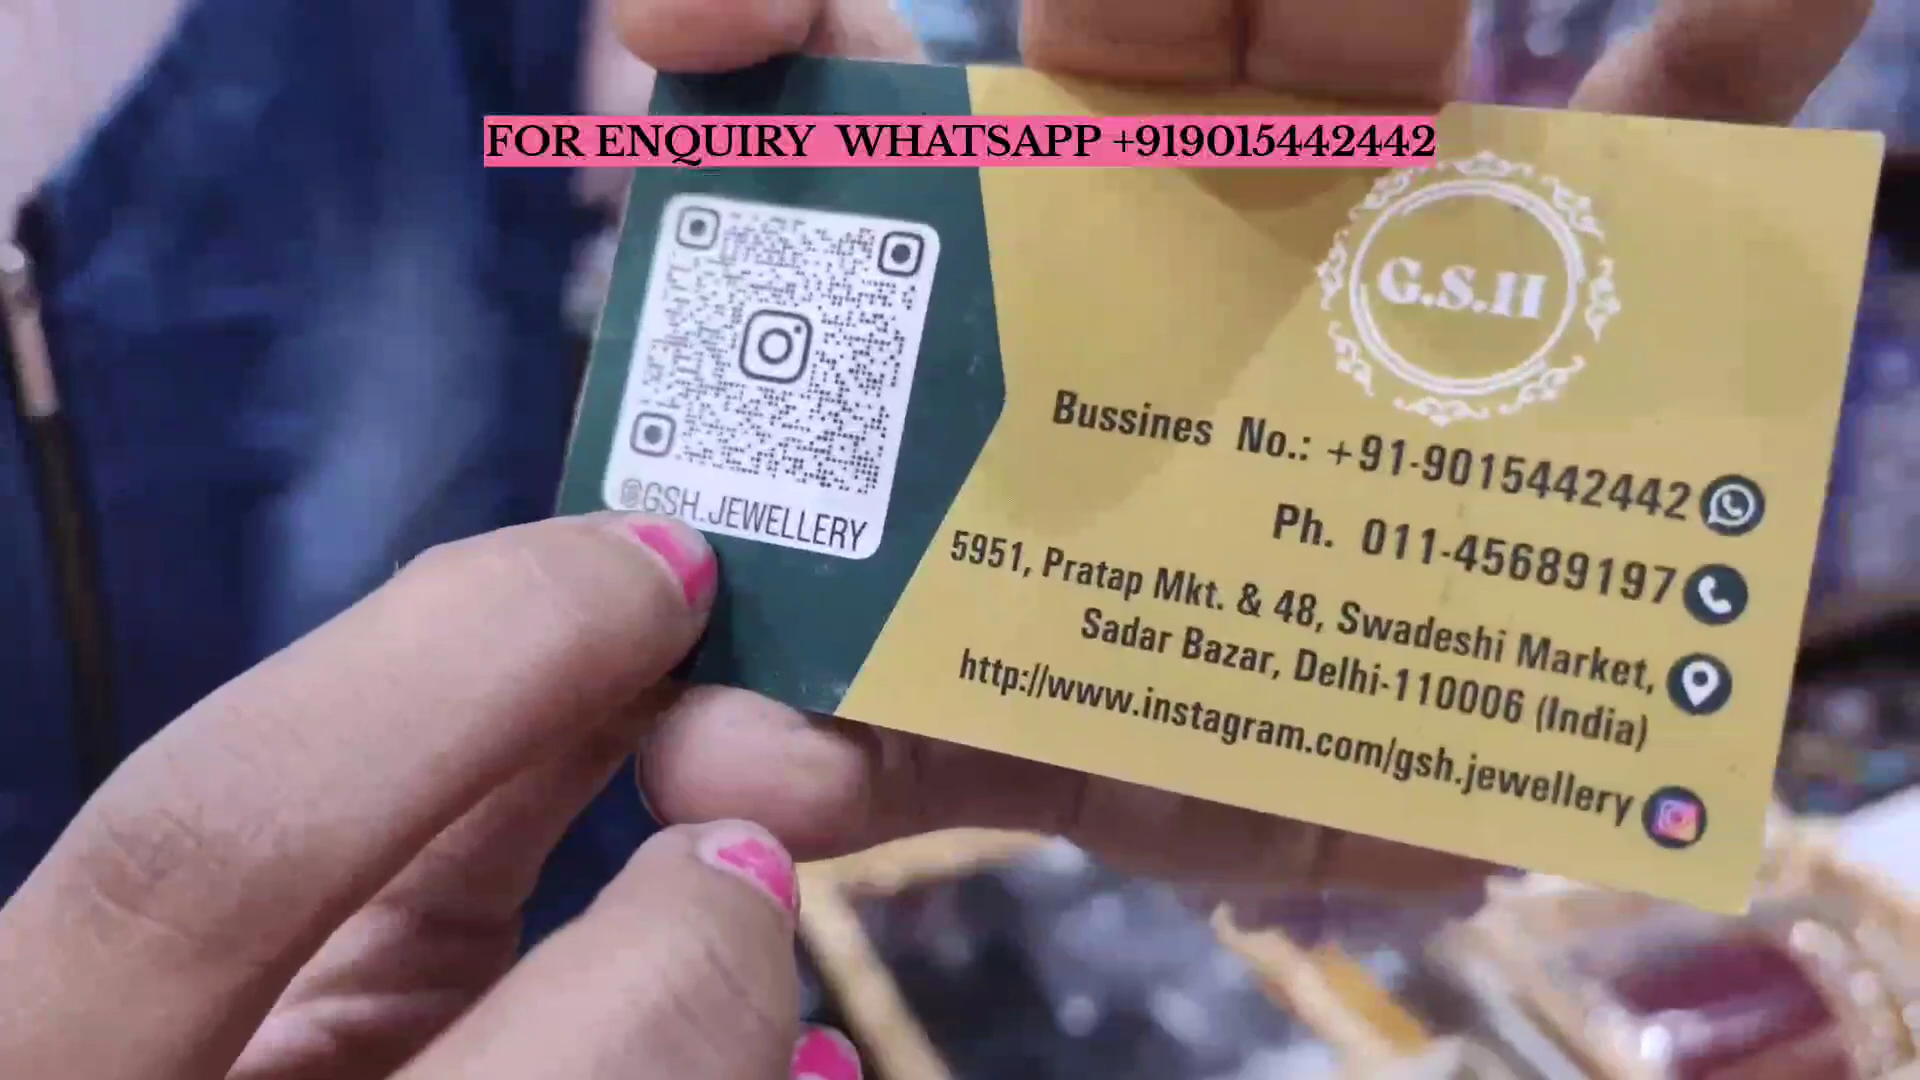 FOR ENQUIRY WHATSAPP +919015442442
G.S.H
@GSH.JEWELLERY
Bussines No.: +91-9015442442
Ph. 011-45689197
5951, Pratap Mkt. & 48, Swadeshi Market,
Sadar Bazar, Delhi-110006 (India)
http://www.instagram.com/gsh.jewellery